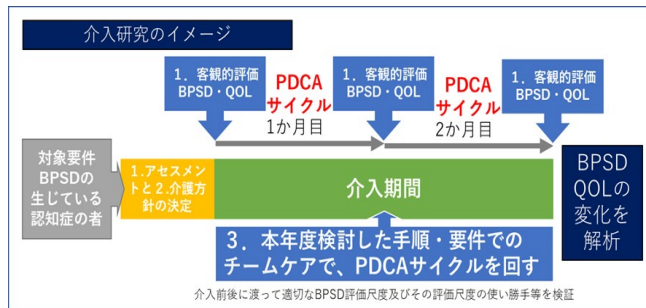 介入研究のイメージ
1. 客観的評価
BPSD・QOL
PDCA
サイクル
1か月目
1. 客観的評価
BPSD・QOL
PDCA
サイクル
2か月目
1. 客観的評価
BPSD・QOL
対象要件
BPSDの
生じている
認知症の者
1.アセスメン
トと2.介護方
針の決定
介入期間
BPSD
QOLの
変化を
解析
3. 本年度検討した手順・要件での
チームケアで、PDCAサイクルを回す
介入前後に渡って適切なBPSD評価尺度及びその評価尺度の使い勝手等を検証